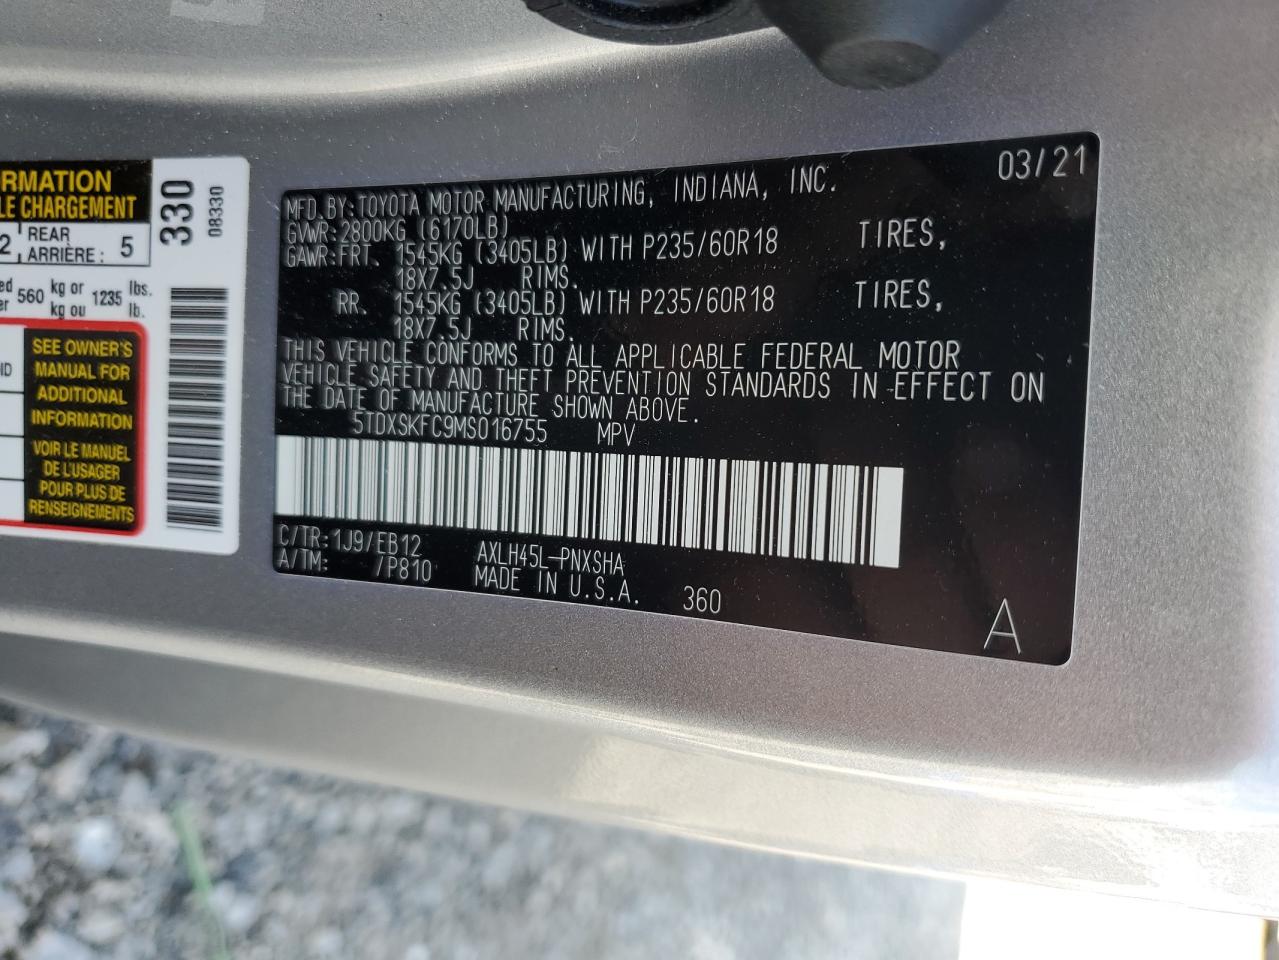 RMATION
LE CHARGEMENT
2 REAR
ARRIÈRE : 5
560 kg or 1235 lbs.
kg ou lb.
SEE OWNER'S
MANUAL FOR
ADDITIONAL
INFORMATION
VOIR LE MANUEL
DE L'USAGER
POUR PLUS DE
RENSEIGNEMENTS
330
08330
03/21
MFD.BY:TOYOTA MOTOR MANUFACTURING, INDIANA, INC.
GVWR:2800KG (6170LB)
GAWR:FRT. 1545KG (3405LB) WITH P235/60R18 TIRES,
18X7.5J RIMS.
RR. 1545KG (3405LB) WITH P235/60R18 TIRES,
18X7.5J RIMS.
THIS VEHICLE CONFORMS TO ALL APPLICABLE FEDERAL MOTOR
VEHICLE SAFETY AND THEFT PREVENTION STANDARDS IN EFFECT ON
THE DATE OF MANUFACTURE SHOWN ABOVE.
5TDXSKFC9MS016755 MPV
C/TR:1J9/EB12 AXLH45L-PNXSHA
A/TM: /P810 MADE IN U.S.A. 360
A